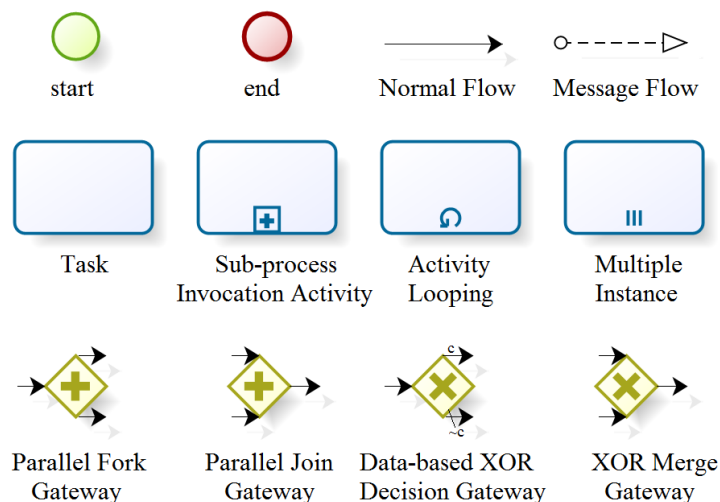 start
end
Normal Flow
Message Flow
Task
Sub-process
Invocation Activity
Activity
Looping
Multiple
Instance
c
~c
Parallel Fork
Gateway
Parallel Join
Gateway
Data-based XOR
Decision Gateway
XOR Merge
Gateway